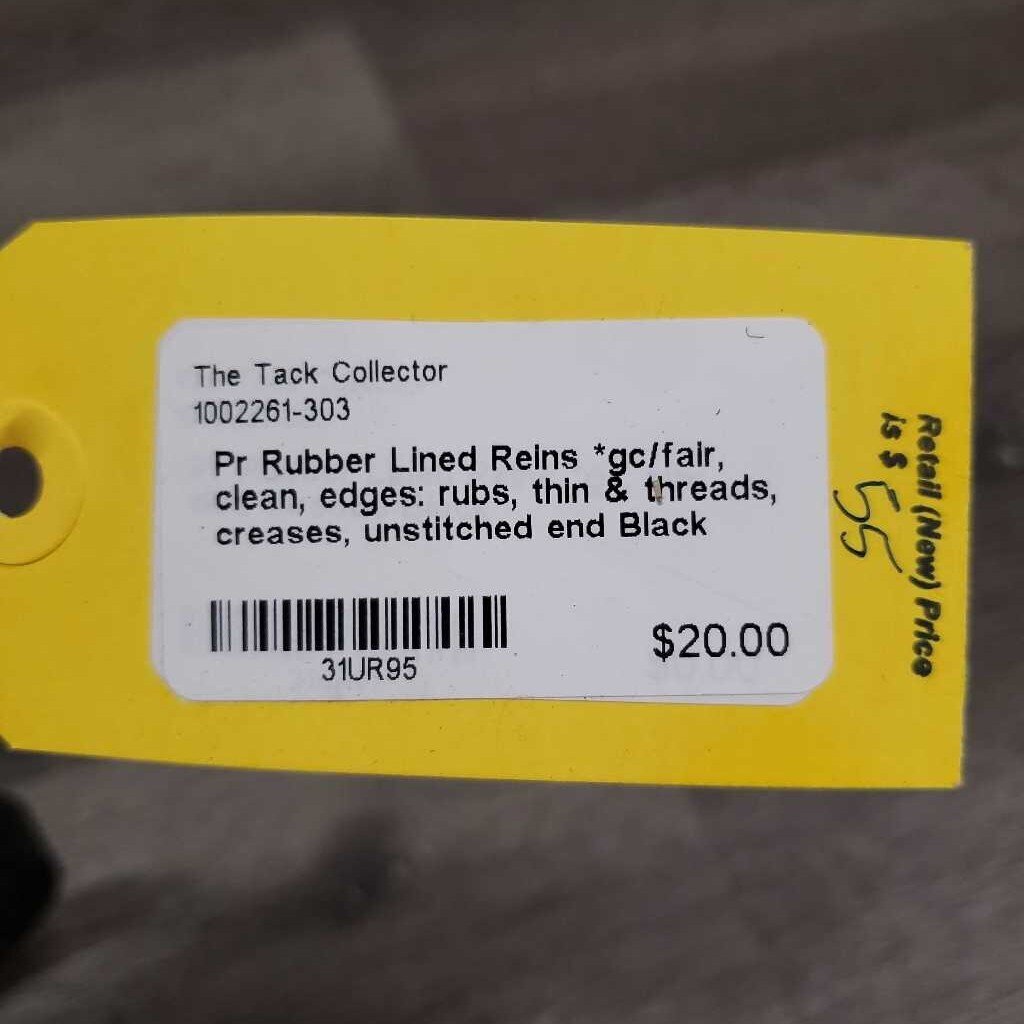 The Tack Collector
1002261-303
Pr Rubber Lined Reins *gc/fair,
clean, edges: rubs, thin & threads,
creases, unstitched end Black
31UR95
$20.00
Retail (New) Price
is $ 55